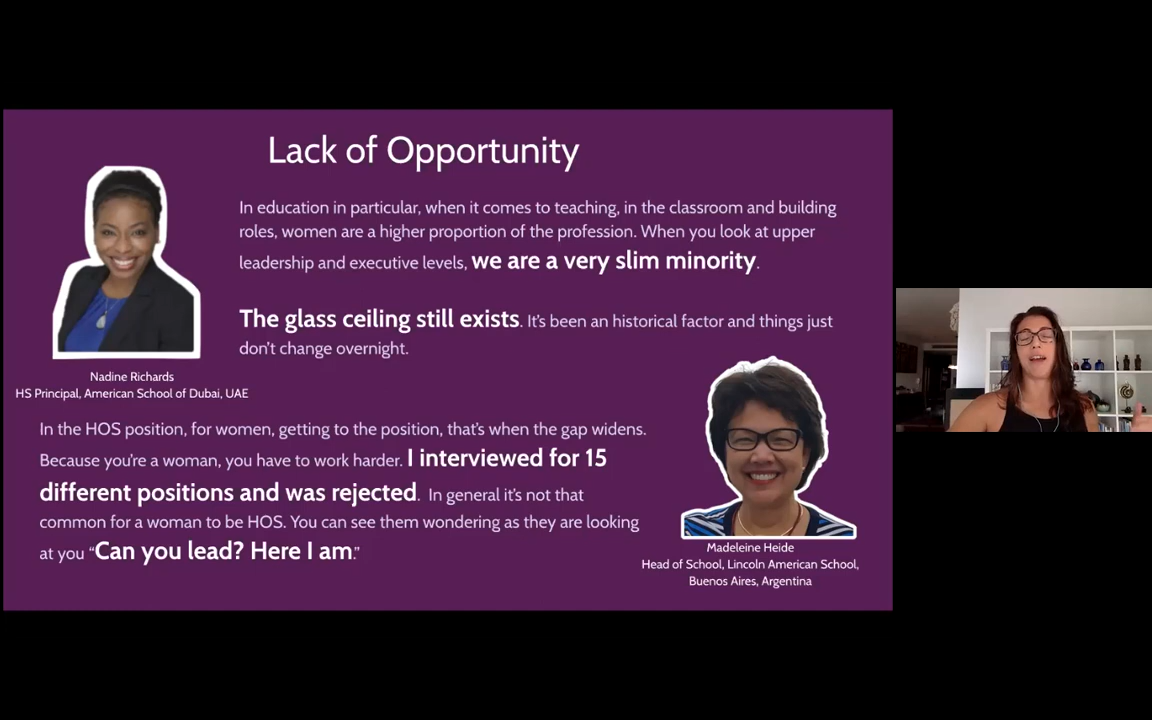 Lack of Opportunity
In education in particular, when it comes to teaching, in the classroom and building
roles, women are a higher proportion of the profession. When you look at upper
leadership and executive levels, we are a very slim minority.
The glass ceiling still exists. It's been an historical factor and things just
don't change overnight.
Nadine Richards
HS Principal, American School of Dubai, UAE
In the HOS position, for women, getting to the position, that's when the gap widens.
Because you're a woman, you have to work harder. I interviewed for 15
different positions and was rejected. In general it's not that
common for a woman to be HOS. You can see them wondering as they are looking
at you “Can you lead? Here I am.”
Madeleine Heide
Head of School, Lincoln American School,
Buenos Aires, Argentina